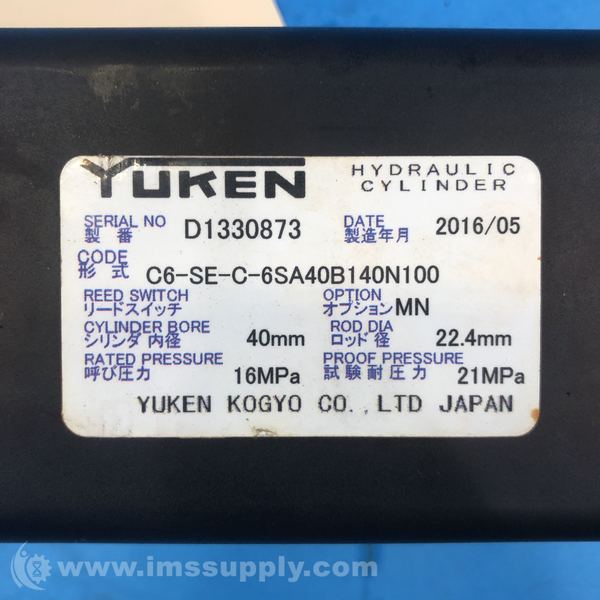 YUKEN HYDRAULIC CYLINDER
SERIAL NO D1330873 DATE 2016/05
製番 製造年月
CODE
形式 C6-SE-C-6SA40B140N100
REED SWITCH OPTION
リードスイッチ オプション MN
CYLINDER BORE ROD DIA
シリンダ内径 40mm ロッド径 22.4mm
RATED PRESSURE PROOF PRESSURE
呼び圧力 16MPa 試験耐圧力 21MPa
YUKEN KOGYO CO.,LTD JAPAN
www.imssupply.com